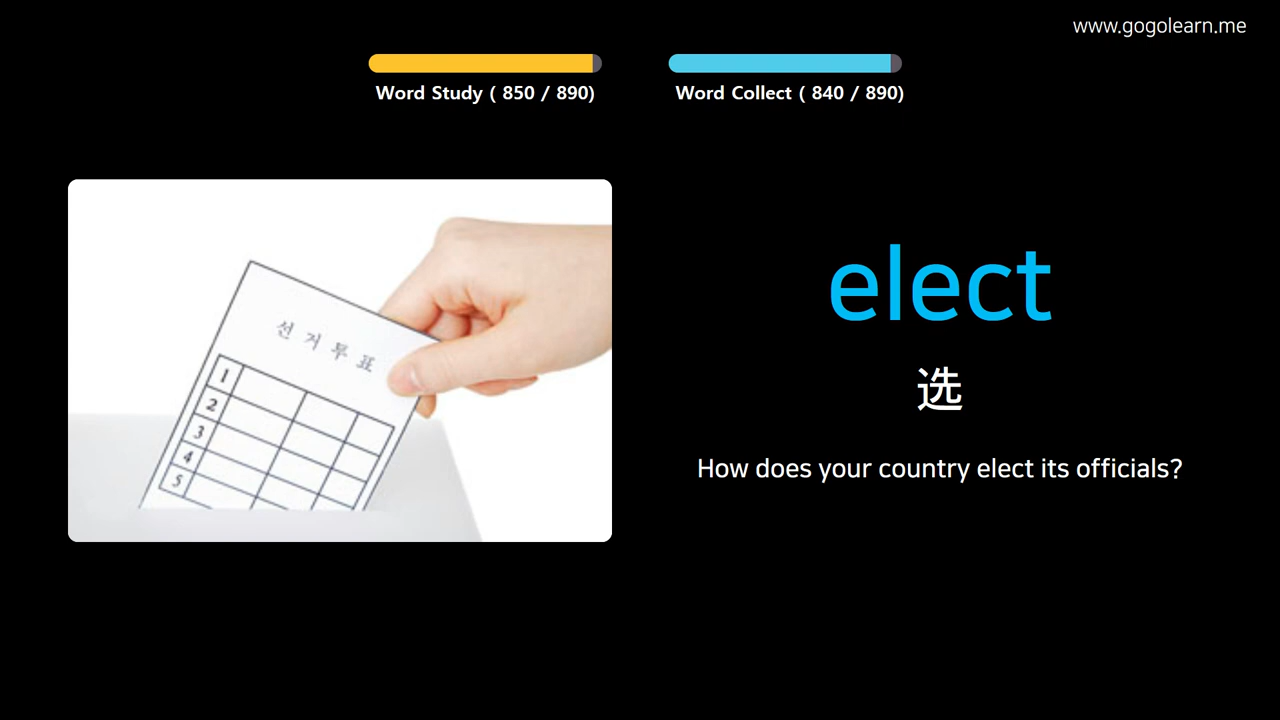 www.gogolearn.me
Word Study ( 850 / 890)
Word Collect ( 840 / 890)
선거투표
1
2
3
4
5
elect
选
How does your country elect its officials?